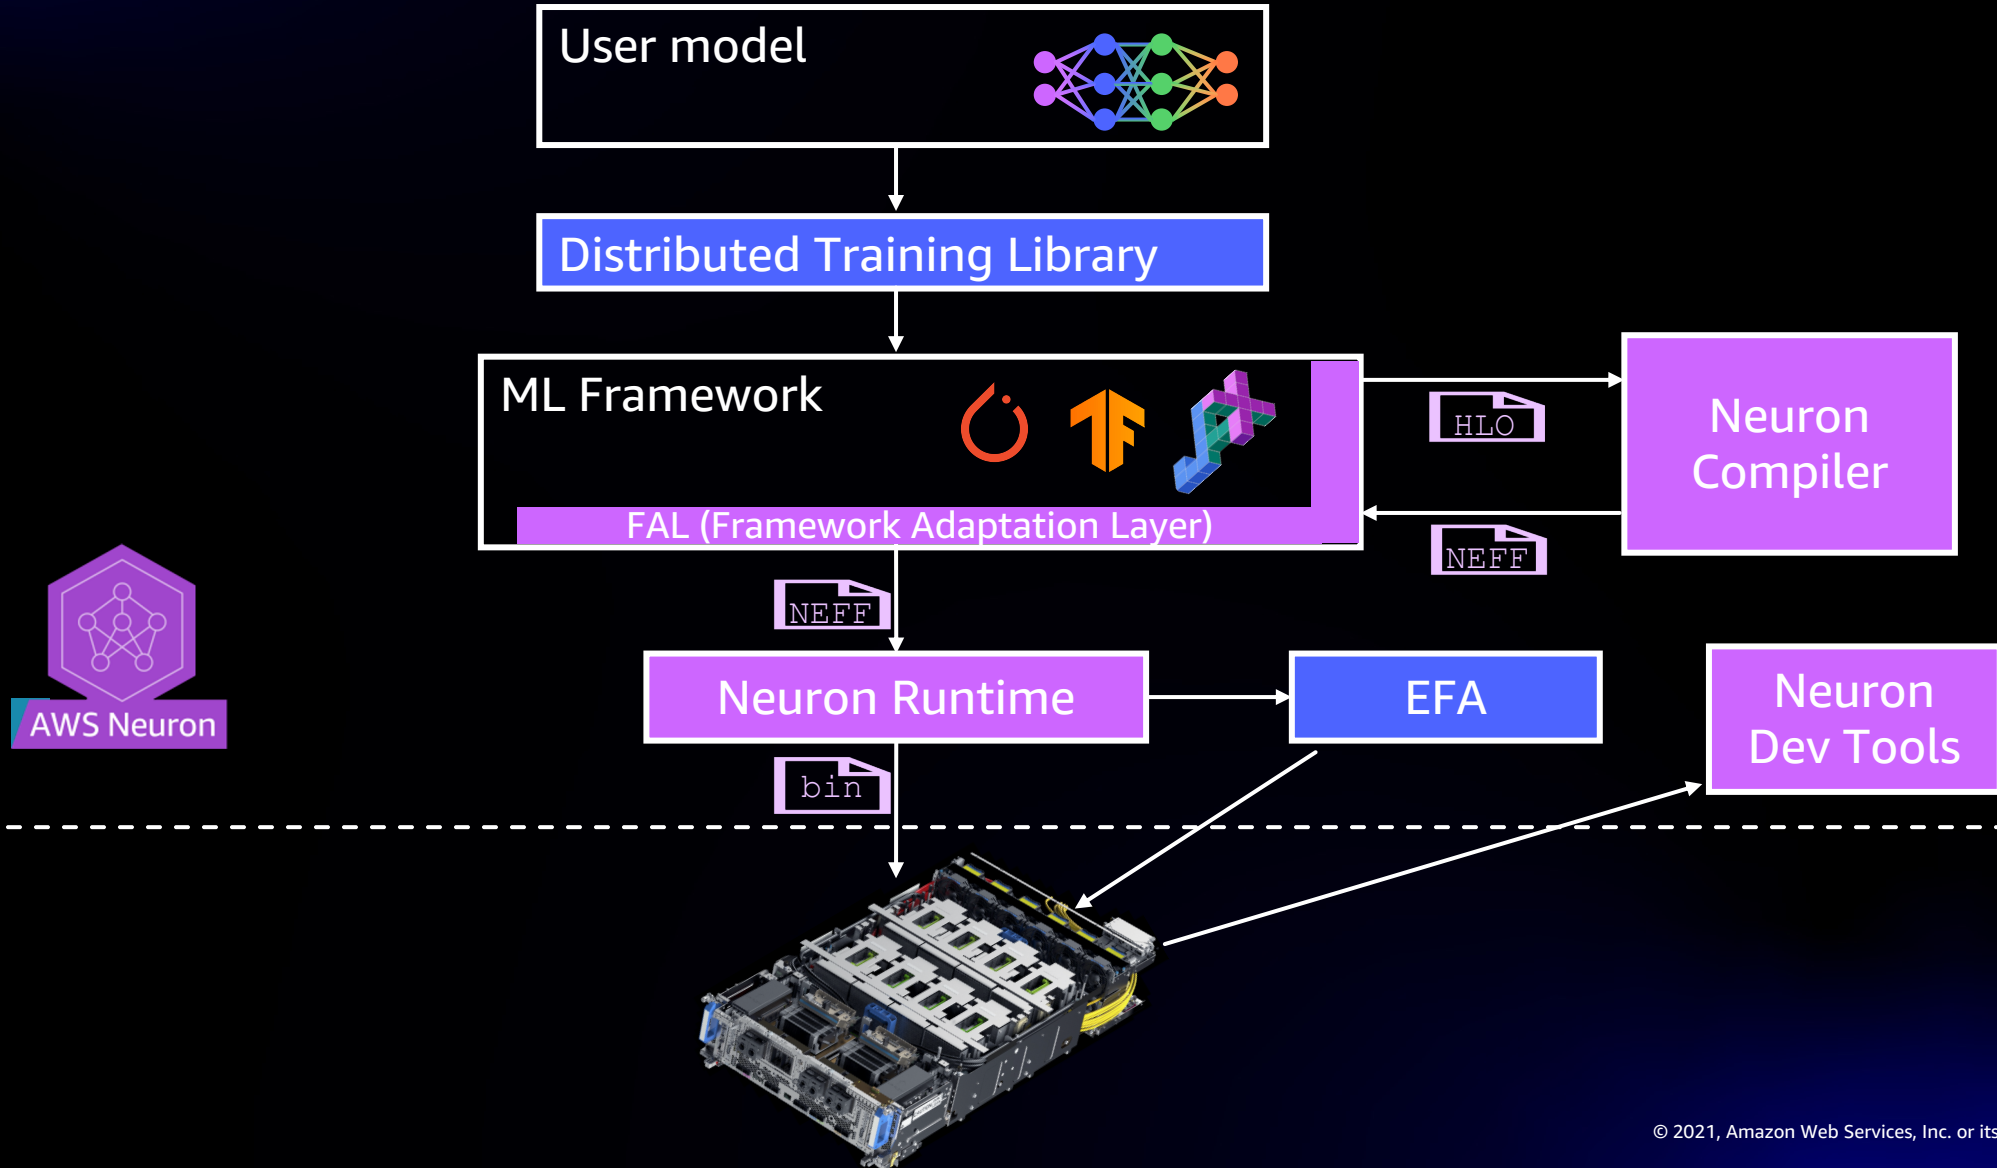 User model
Distributed Training Library
ML Framework
FAL (Framework Adaptation Layer)
HLO
Neuron
Compiler
NEFF
NEFF
AWS Neuron
Neuron Runtime
EFA
Neuron
Dev Tools
bin
© 2021, Amazon Web Services, Inc. or its